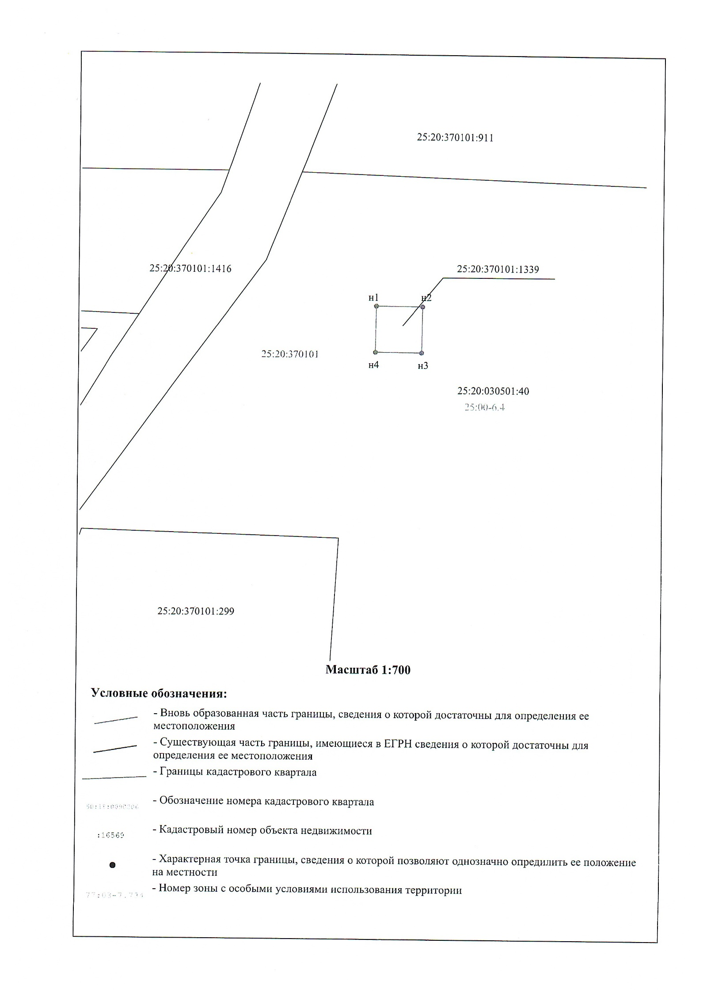 25:20:370101:911
25:20:370101:1416
25:20:370101:1339
н1
н2
25:20:370101
н4
н3
25:20:030501:40
25:00-6.4
25:20:370101:299
Масштаб 1:700
Условные обозначения:
- Вновь образованная часть границы, сведения о которой достаточны для определения ее
местоположения
- Существующая часть границы, имеющиеся в ЕГРН сведения о которой достаточны для
определения ее местоположения
- Границы кадастрового квартала
- Обозначение номера кадастрового квартала
:16569
- Кадастровый номер объекта недвижимости
- Характерная точка границы, сведения о которой позволяют однозначно опредилить ее положение
на местности
- Номер зоны с особыми условиями использования территории